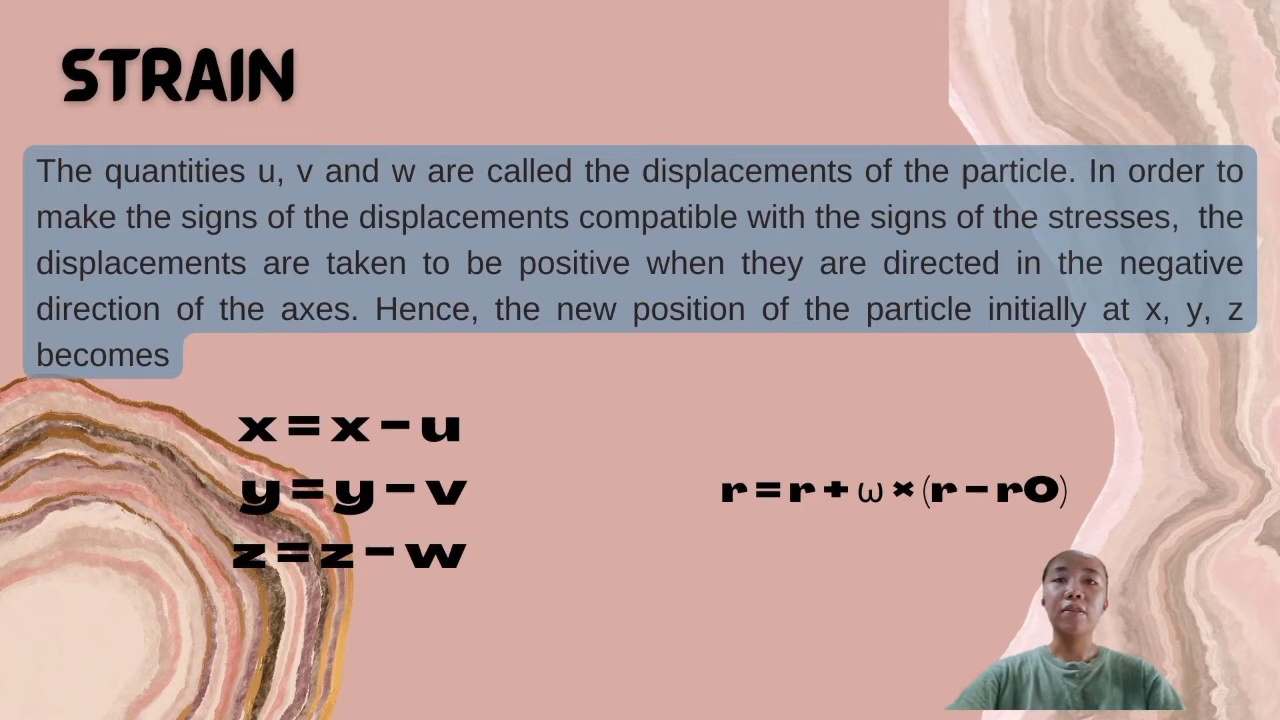 STRAIN
The quantities u, v and w are called the displacements of the particle. In order to
make the signs of the displacements compatible with the signs of the stresses, the
displacements are taken to be positive when they are directed in the negative
direction of the axes. Hence, the new position of the particle initially at x, y, z
becomes
x=x-u
y=y-v
z=z-w
r=r+ω×(r-r0)